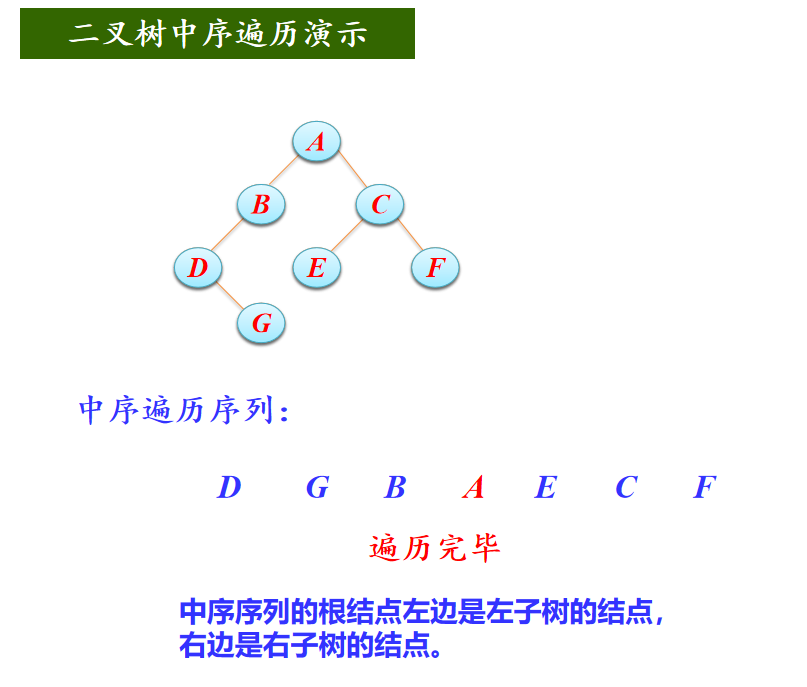 二叉树中序遍历演示
A
B C
D E F
G
中序遍历序列：
D G B A E C F
遍历完毕
中序序列的根结点左边是左子树的结点，
右边是右子树的结点。